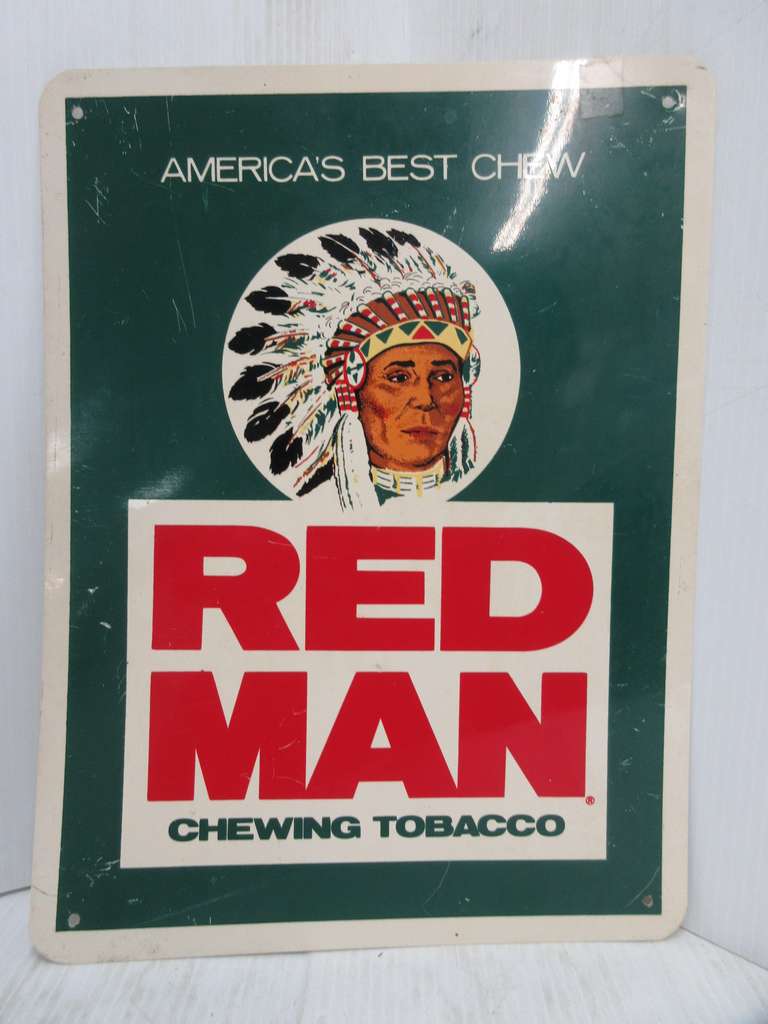 AMERICA'S BEST CHEW
RED
MAN®
CHEWING TOBACCO